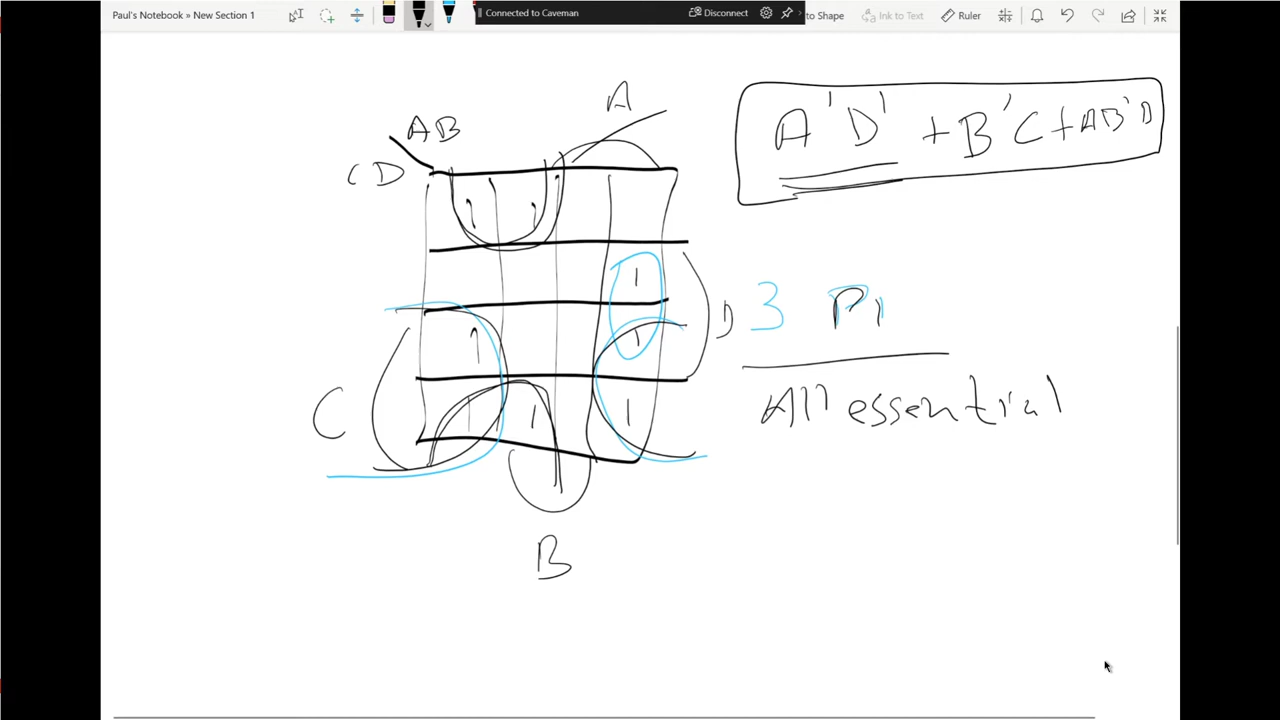 Paul's Notebook » New Section 1
Connected to Caveman
Disconnect
to Shape
Ink to Text
Ruler
A
AB
CD
A'D' + B'C + AB'D
1 1
1
1 1
1 1 1
D
C
B
3 PI
All essential